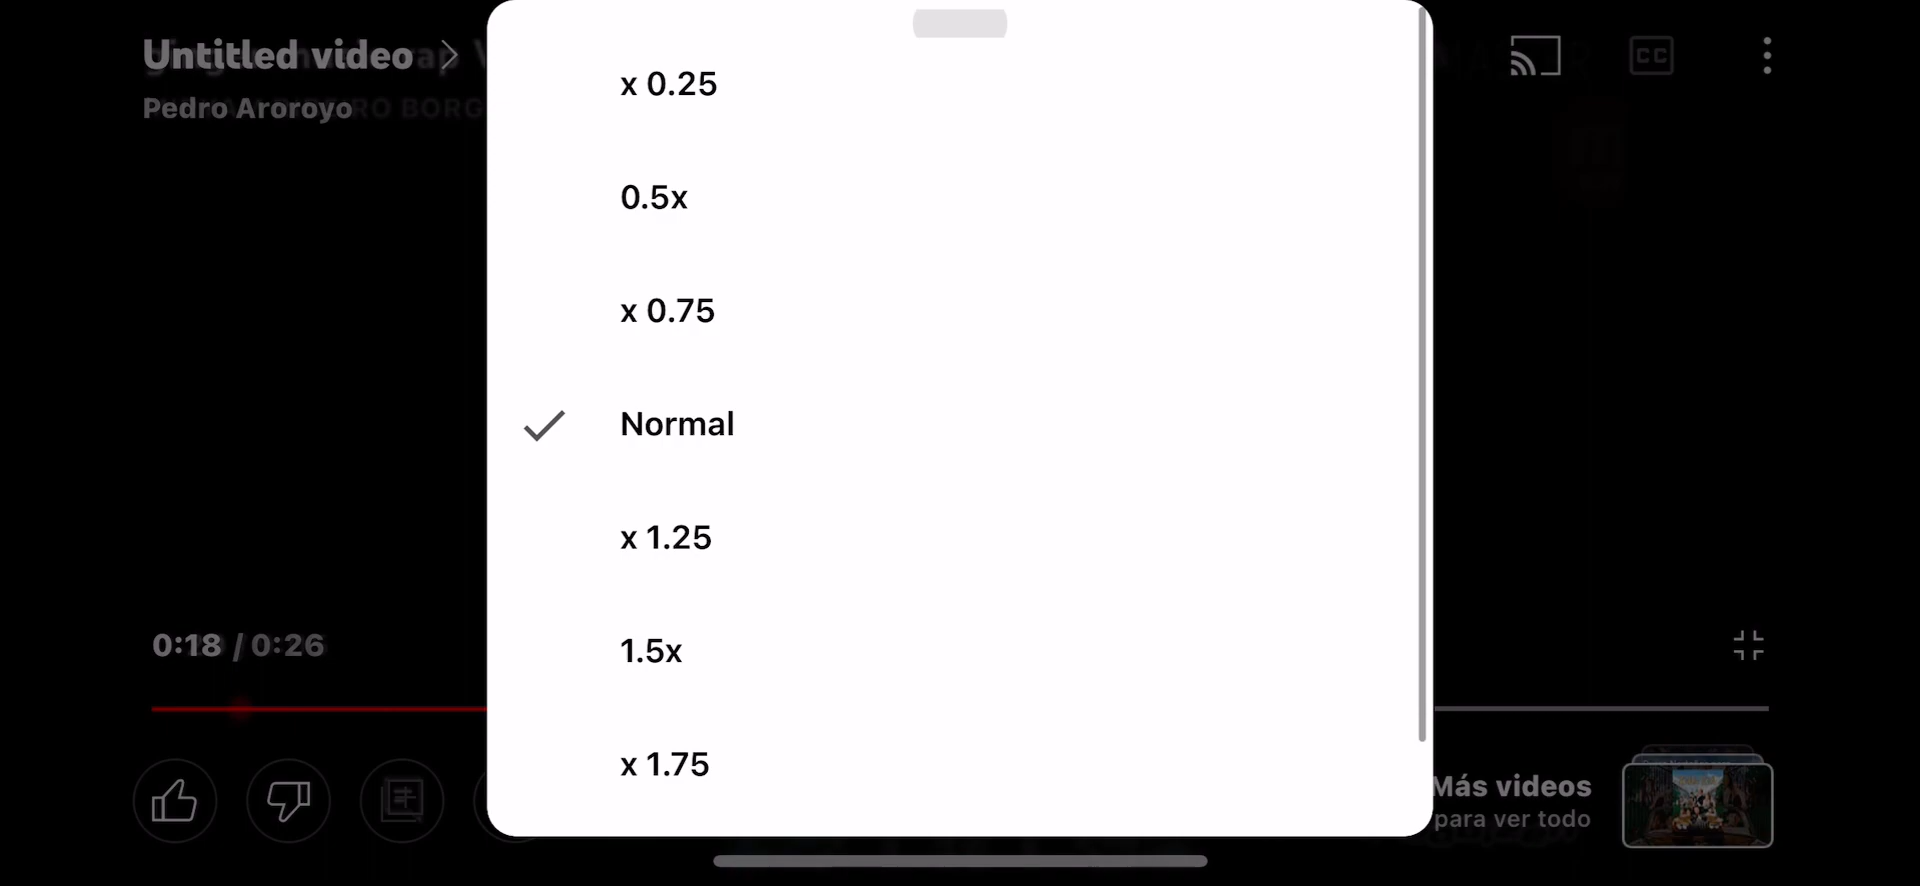 Untitled video
Pedro Aroroyo
CC
x 0.25
0.5x
x 0.75
Normal
x 1.25
1.5x
x 1.75
0:18 / 0:26
Más videos
para ver todo